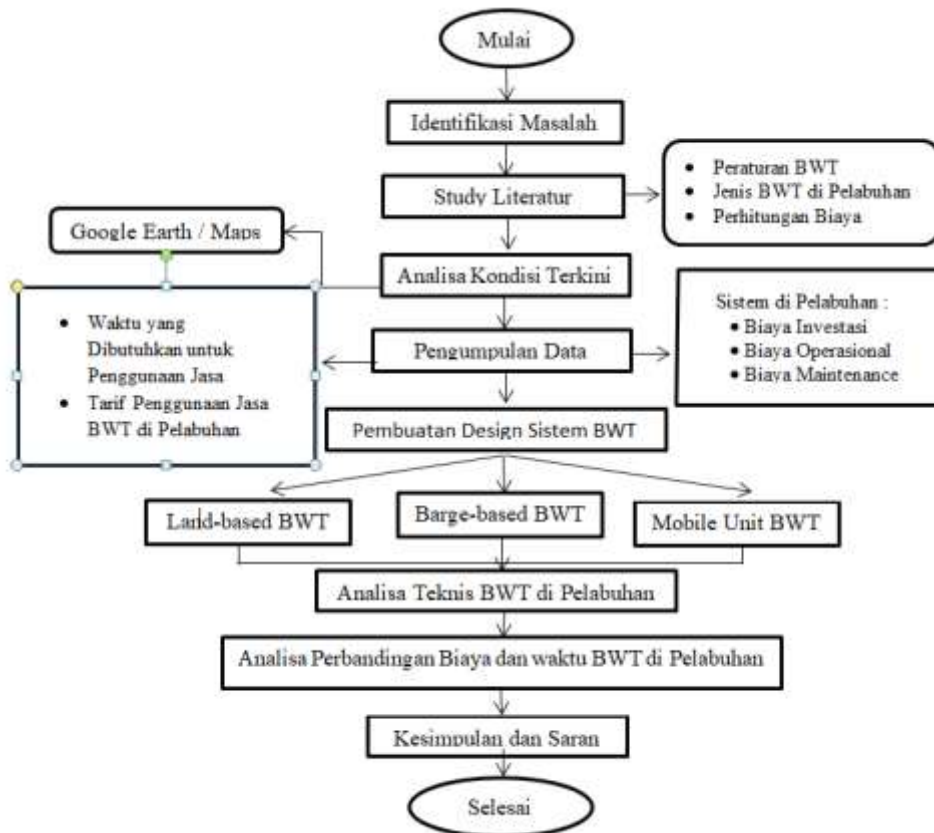 Mulai
Identifikasi Masalah
Study Literatur
• Peraturan BWT
• Jenis BWT di Pelabuhan
• Perhitungan Biaya
Google Earth / Maps
Analisa Kondisi Terkini
• Waktu yang
Dibutuhkan untuk
Penggunaan Jasa
• Tarif Penggunaan Jasa
BWT di Pelabuhan
Pengumpulan Data
Sistem di Pelabuhan :
• Biaya Investasi
• Biaya Operasional
• Biaya Maintenance
Pembuatan Design Sistem BWT
Land-based BWT
Barge-based BWT
Mobile Unit BWT
Analisa Teknis BWT di Pelabuhan
Analisa Perbandingan Biaya dan waktu BWT di Pelabuhan
Kesimpulan dan Saran
Selesai